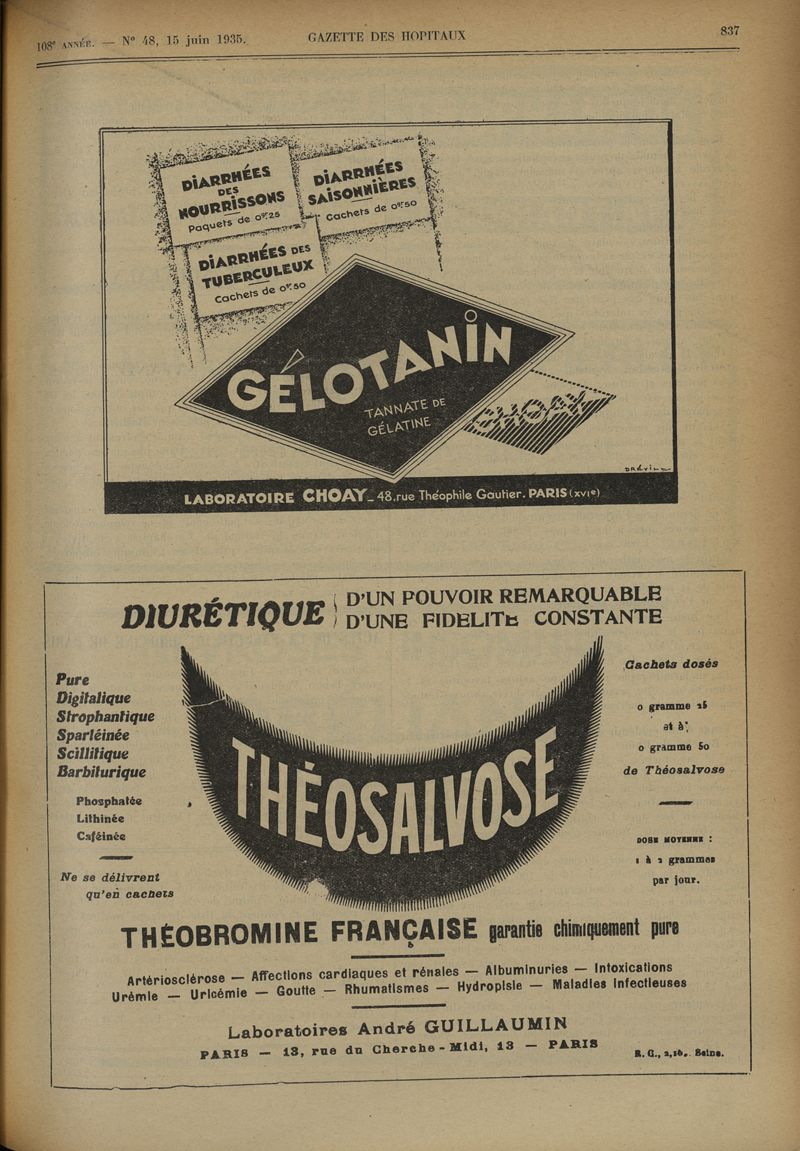 108e ANNÉE. — N° 48, 15 juin 1935.
GAZETTE DES HOPITAUX
837
DIARRHÉES
DES
NOURRISSONS
Paquets de 0gr.25
DIARRHÉES
SAISONNIÈRES
Cachets de 0gr.50
DIARRHÉES DES
TUBERCULEUX
Cachets de 0gr.50
GÉLOTANIN
TANNATE DE
GÉLATINE
CHOAY
LABORATOIRE CHOAY_48.rue Théophile Gautier. PARIS (XVIe)
DIURÉTIQUE
D'UN POUVOIR REMARQUABLE
D'UNE FIDELITÉ CONSTANTE
Pure
Digitalique
Strophantique
Spartéinée
Scillitique
Barbiturique
Phosphatée
Lithinée
Caféinée
Ne se délivrent
qu'en cachets
THÉOSALVOSE
Cachets dosés
0 gramme 25
et à
0 gramme 50
de Théosalvose
DOSE MOYENNE :
1 à 2 grammes
par jour.
THÉOBROMINE FRANÇAISE garantie chimiquement pure
Artériosclérose — Affections cardiaques et rénales — Albuminuries — Intoxications
Urémie — Uricémie — Goutte — Rhumatismes — Hydropisie — Maladies infectieuses
Laboratoires André GUILLAUMIN
PARIS — 13, rue du Cherche-Midi, 13 — PARIS
R. C., Seine.